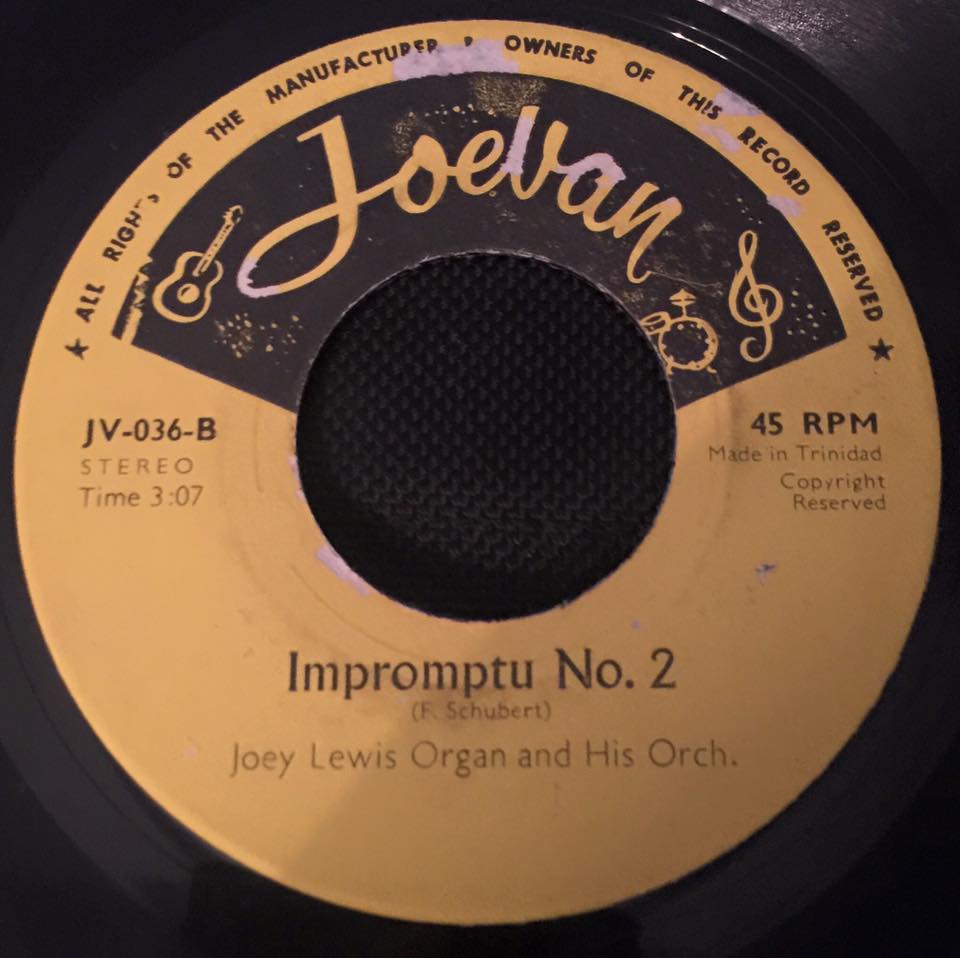 ★ ALL RIGHTS OF THE MANUFACTURER OWNERS OF THIS RECORD RESERVED ★
JoeVan
JV-036-B
STEREO
Time 3:07
45 RPM
Made in Trinidad
Copyright
Reserved
Impromptu No. 2
(F. Schubert)
Joey Lewis Organ and His Orch.